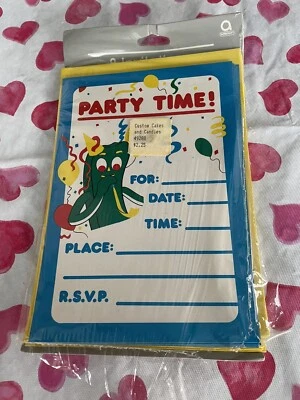 PARTY TIME!
Custom Cakes
and Candies
$2.25
FOR:
DATE:
TIME:
PLACE:
R.S.V.P.